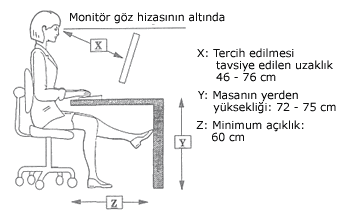 Monitör göz hizasının altında
X
X: Tercih edilmesi
tavsiye edilen uzaklık
46 - 76 cm
Y: Masanın yerden
yüksekliği: 72 - 75 cm
Z: Minimum açıklık:
60 cm
Y
Z